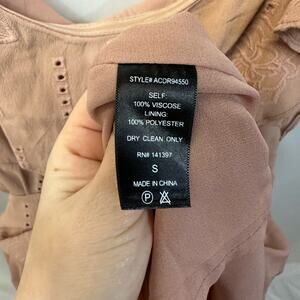 STYLE# ACDR94550
SELF:
100% VISCOSE
LINING:
100% POLYESTER
DRY CLEAN ONLY
RN# 141397
S
MADE IN CHINA
P